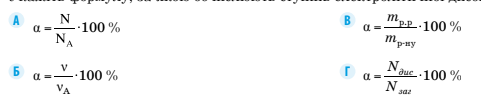 А α = N/N_A · 100 %
В α = m_р.р/m_р-ну · 100 %
Б α = ν/ν_A · 100 %
Г α = N_дис/N_заг · 100 %